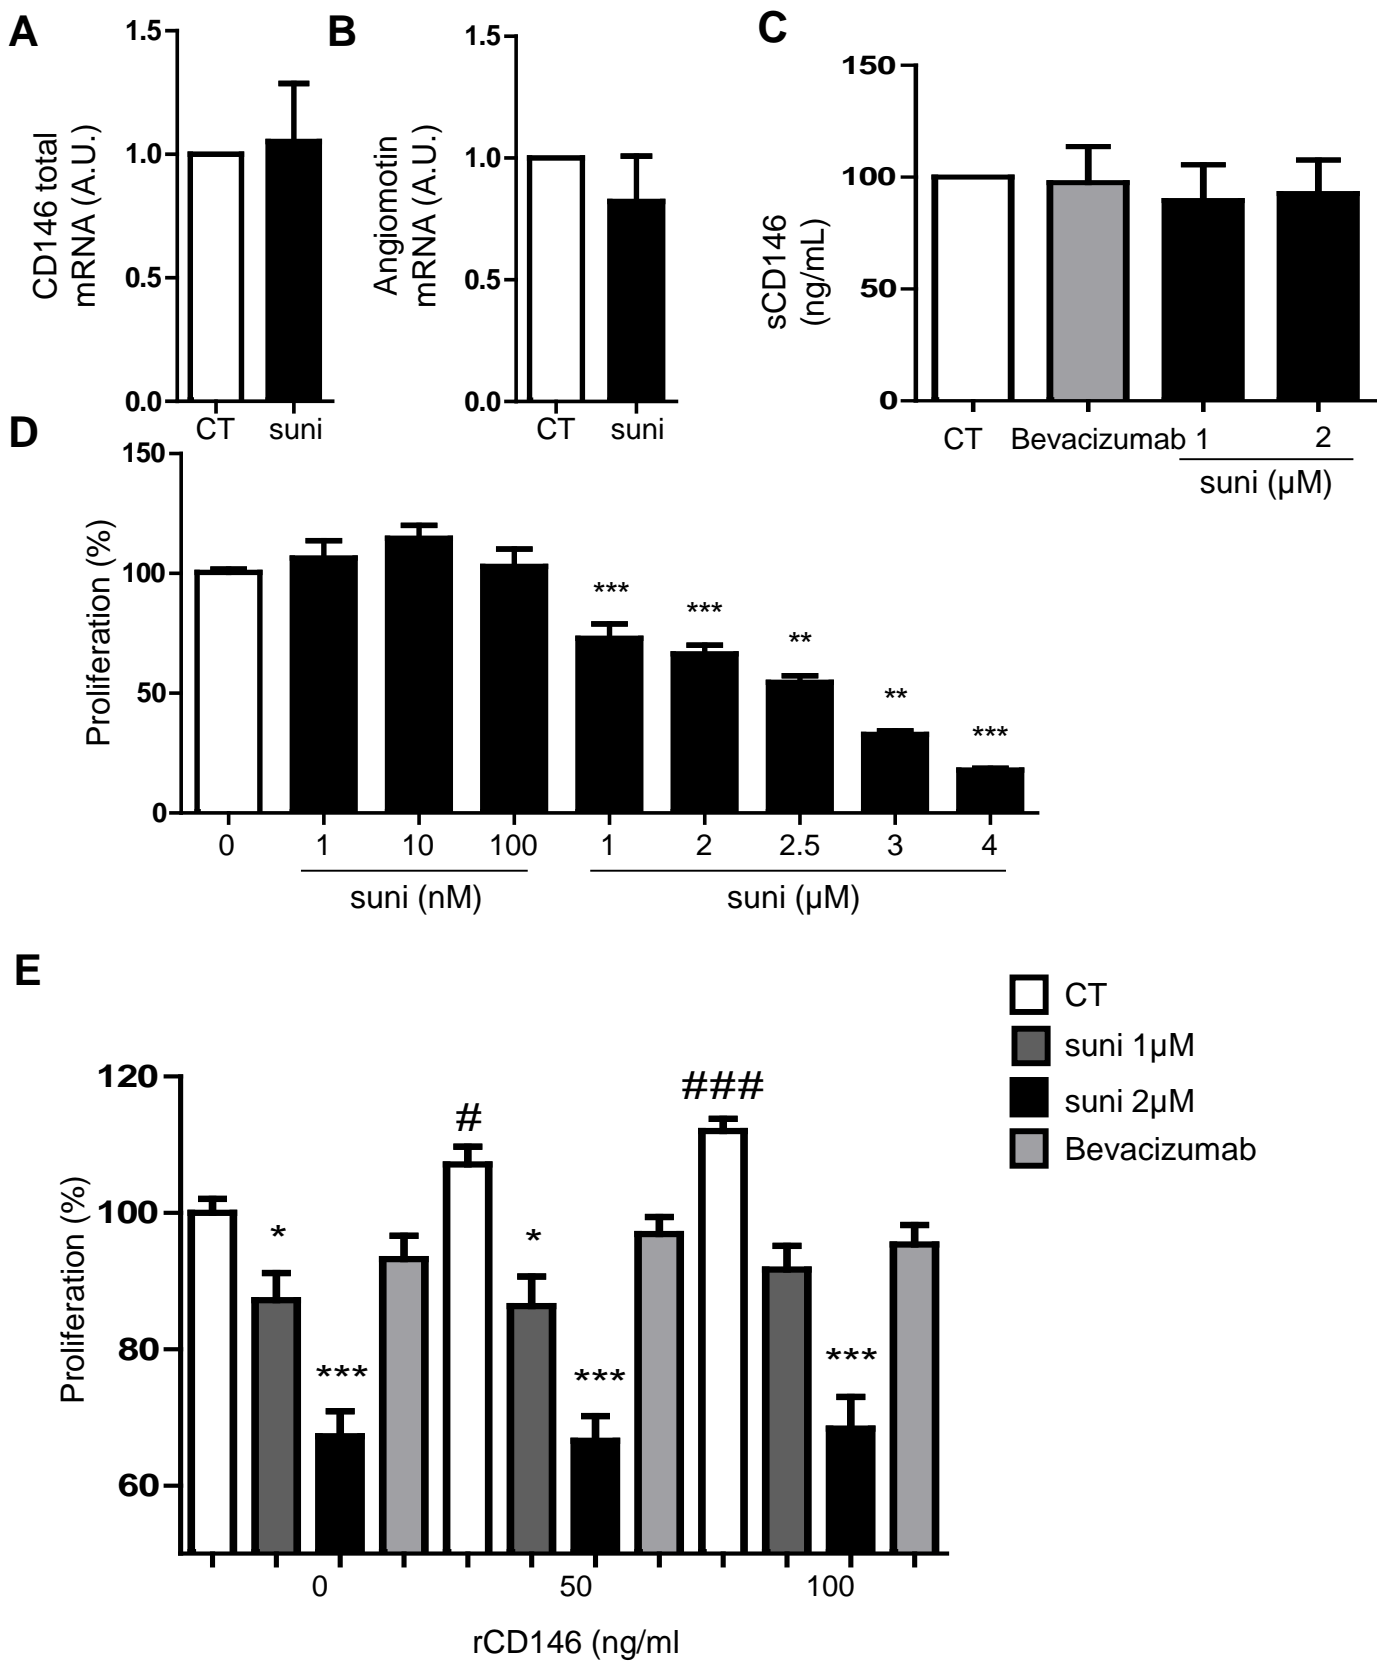 A
CD146 total
mRNA (A.U.)
1.5
1.0
0.5
0.0
CT suni
B
Angiomotin
mRNA (A.U.)
1.5
1.0
0.5
0.0
CT suni
C
sCD146
(ng/mL)
150
100
50
0
CT Bevacizumab 1 2
suni (µM)
D
Proliferation (%)
150
100
50
0
*** *** ** ** ***
0 1 10 100 1 2 2.5 3 4
suni (nM) suni (µM)
E
CT
suni 1µM
suni 2µM
Bevacizumab
Proliferation (%)
120
100
80
60
* *** # * *** ### ***
0 50 100
rCD146 (ng/ml